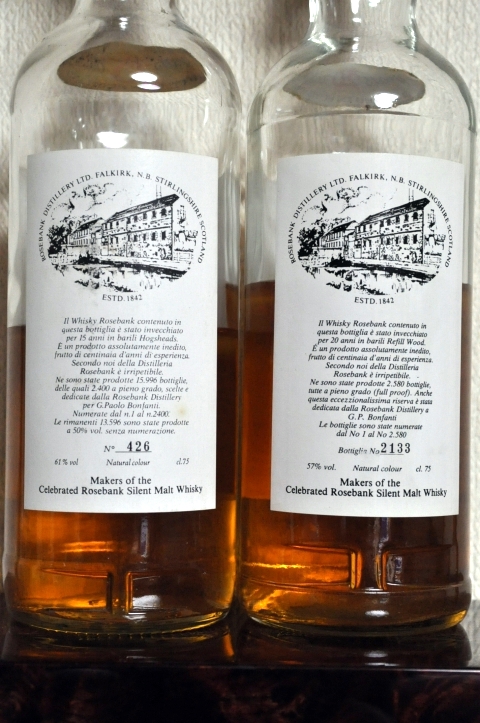 ROSEBANK DISTILLERY LTD. FALKIRK, N.B. STIRLINGSHIRE SCOTLAND
ESTD. 1842
Il Whisky Rosebank contenuto in
questa bottiglia è stato invecchiato
per 15 anni in barili Hogsheads.
È un prodotto assolutamente inedito,
frutto di centinaia d'anni di esperienza.
Secondo noi della Distilleria
Rosebank è irripetibile.
Ne sono state prodotte 15.996 bottiglie,
delle quali 2.400 a pieno grado, scelte e
dedicate dalla Rosebank Distillery
per G.Paolo Bonfanti.
Numerate dal n.1 al n.2400.
Le rimanenti 13.596 sono state prodotte
a 50% vol. senza numerazione.
N° 426
61% vol Natural colour cl.75
Makers of the
Celebrated Rosebank Silent Malt Whisky
ROSEBANK DISTILLERY LTD. FALKIRK, N.B. STIRLINGSHIRE SCOTLAND
ESTD. 1842
Il Whisky Rosebank contenuto in
questa bottiglia è stato invecchiato
per 20 anni in barili Refill Wood.
È un prodotto assolutamente inedito,
frutto di centinaia d'anni di esperienza.
Secondo noi della Distilleria
Rosebank è irripetibile.
Ne sono state prodotte 2.580 bottiglie,
tutte a pieno grado (full proof). Anche
questa eccezionalissima riserva è stata
dedicata dalla Rosebank Distillery a
G.P. Bonfanti
Le bottiglie sono state numerate
dal No 1 al No 2.580
Bottiglia No 2133
57% vol. Natural colour cl. 75
Makers of the
Celebrated Rosebank Silent Malt Whisky